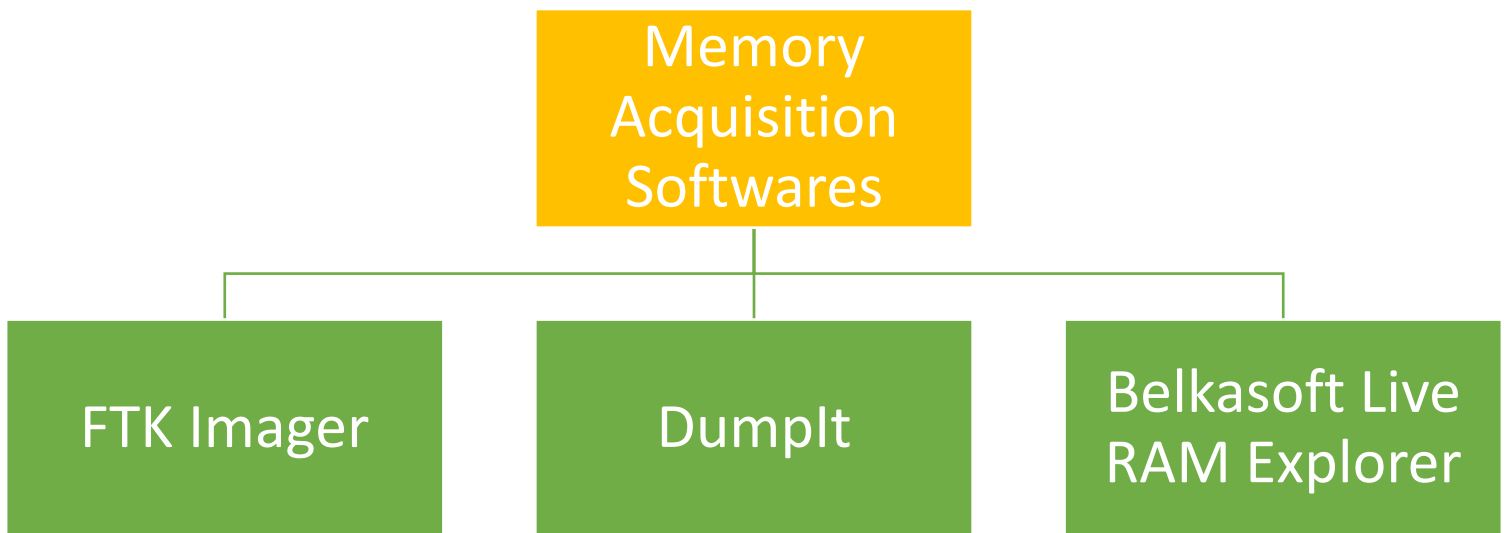 Memory
Acquisition
Softwares
FTK Imager
DumpIt
Belkasoft Live
RAM Explorer